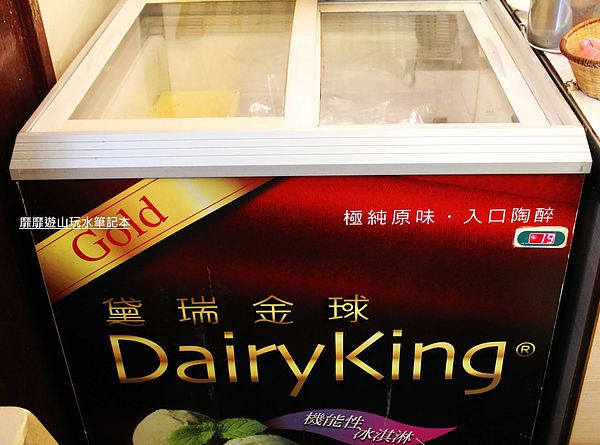 Gold
靡靡遊山玩水筆記本
極純原味・入口陶醉
19
黛瑞金球
DairyKing®
機能性
冰淇淋